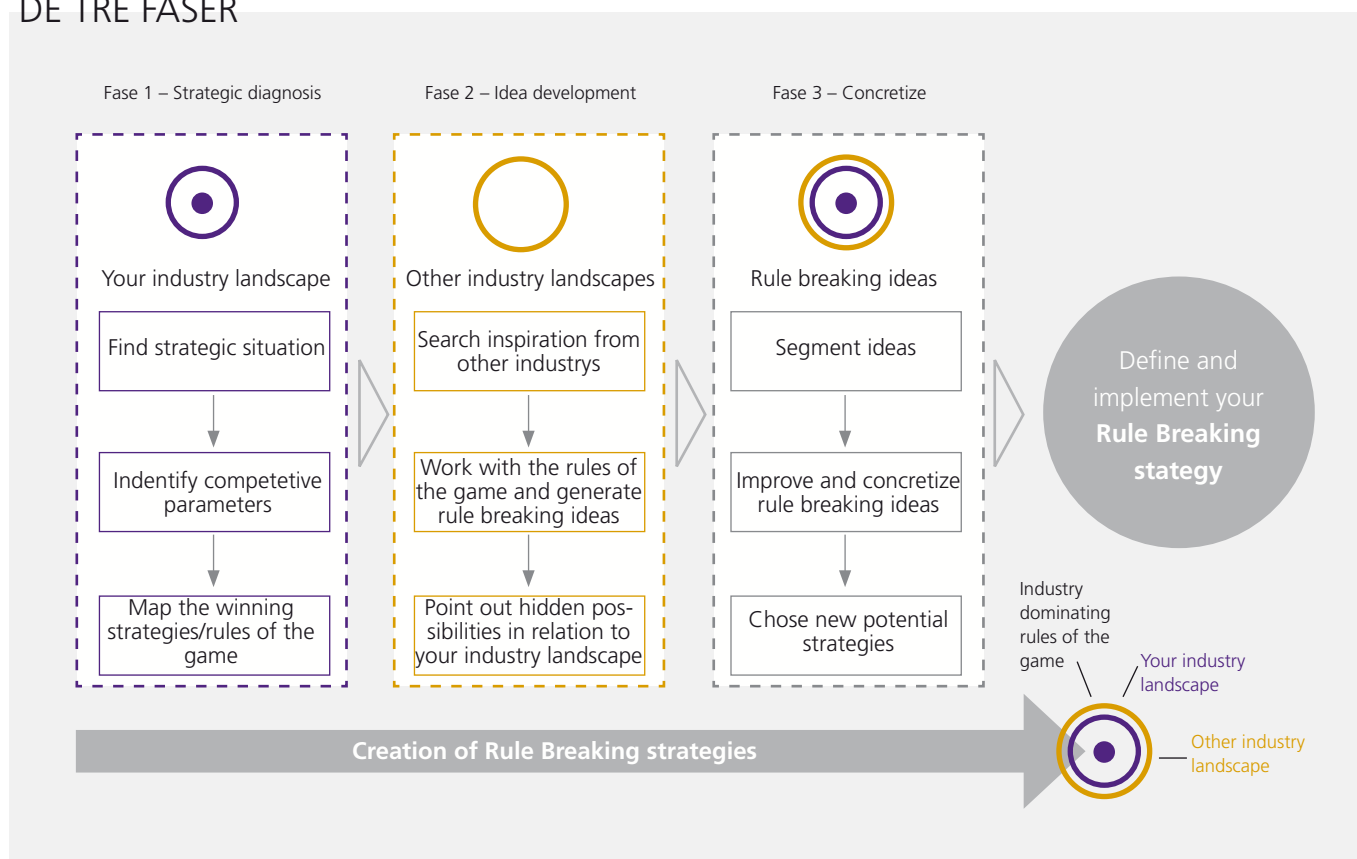 DE TRE FASER
Fase 1 – Strategic diagnosis
Your industry landscape
Find strategic situation
Indentify competetive
parameters
Map the winning
strategies/rules of the
game
Fase 2 – Idea development
Other industry landscapes
Search inspiration from
other industrys
Work with the rules of
the game and generate
rule breaking ideas
Point out hidden pos-
sibilities in relation to
your industry landscape
Fase 3 – Concretize
Rule breaking ideas
Segment ideas
Improve and concretize
rule breaking ideas
Chose new potential
strategies
Define and
implement your
Rule Breaking
stategy
Creation of Rule Breaking strategies
Industry
dominating
rules of the
game
Your industry
landscape
Other industry
landscape